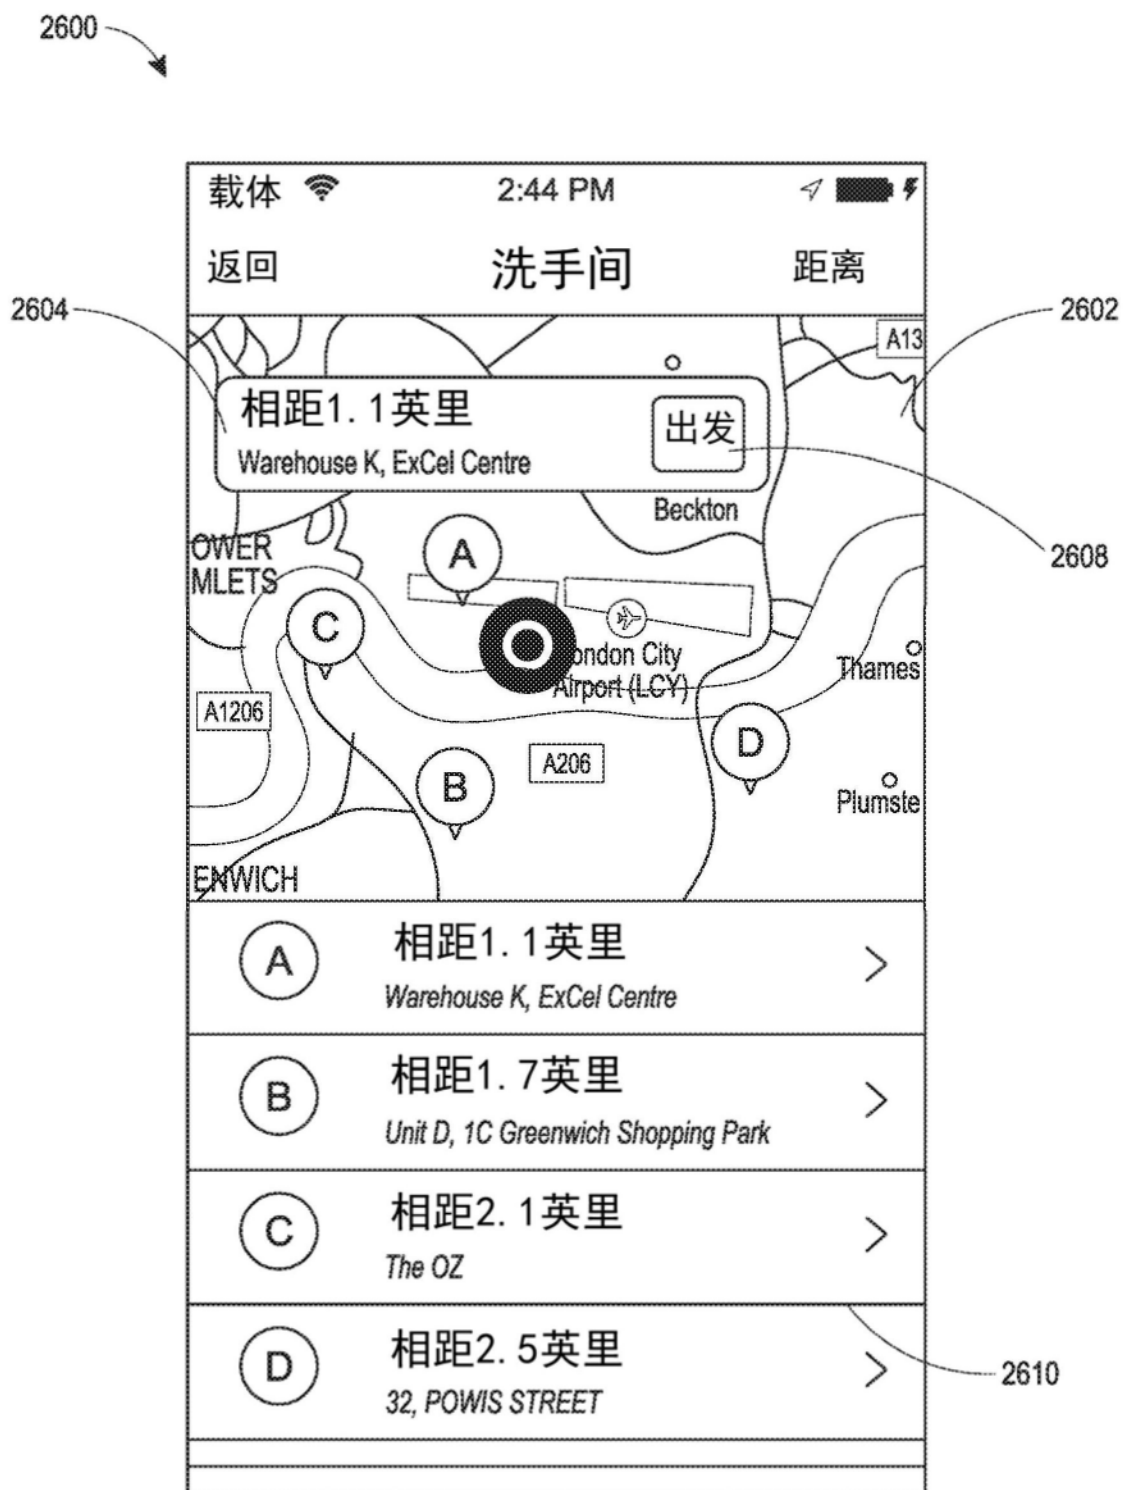 2600
载体 2:44 PM
返回 洗手间 距离
2604
2602
A13
相距1.1英里
出发
Warehouse K, ExCel Centre
Beckton
2608
OWER
MLETS
A
C
ondon City
Airport (LCY)
Thames
A1206
D
A206
B
Plumste
ENWICH
A
相距1.1英里
Warehouse K, ExCel Centre
B
相距1.7英里
Unit D, 1C Greenwich Shopping Park
C
相距2.1英里
The OZ
D
相距2.5英里
32, POWIS STREET
2610